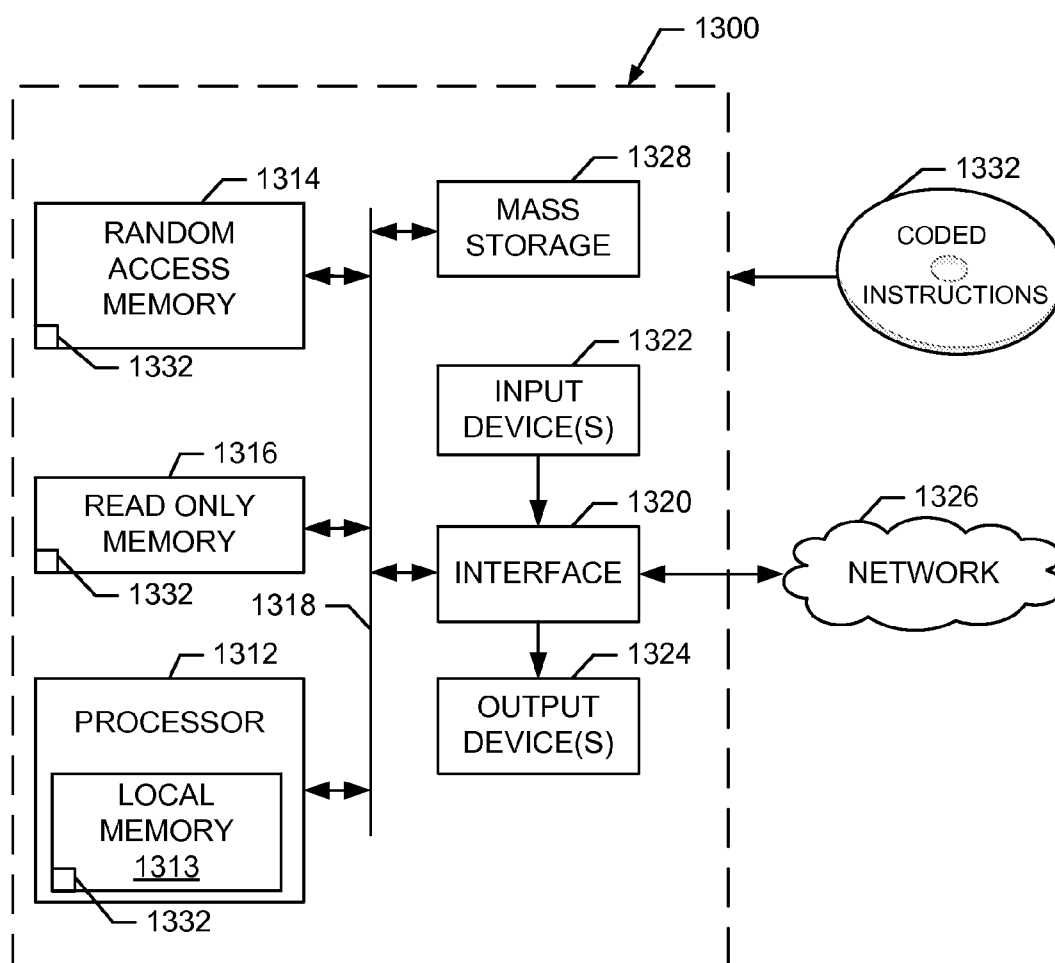 1300
1314
RANDOM
ACCESS
MEMORY
1332
1328
MASS
STORAGE
1332
CODED
INSTRUCTIONS
1322
INPUT
DEVICE(S)
1316
READ ONLY
MEMORY
1332
1318
1320
INTERFACE
1326
NETWORK
1312
PROCESSOR
LOCAL
MEMORY
1313
1332
1324
OUTPUT
DEVICE(S)